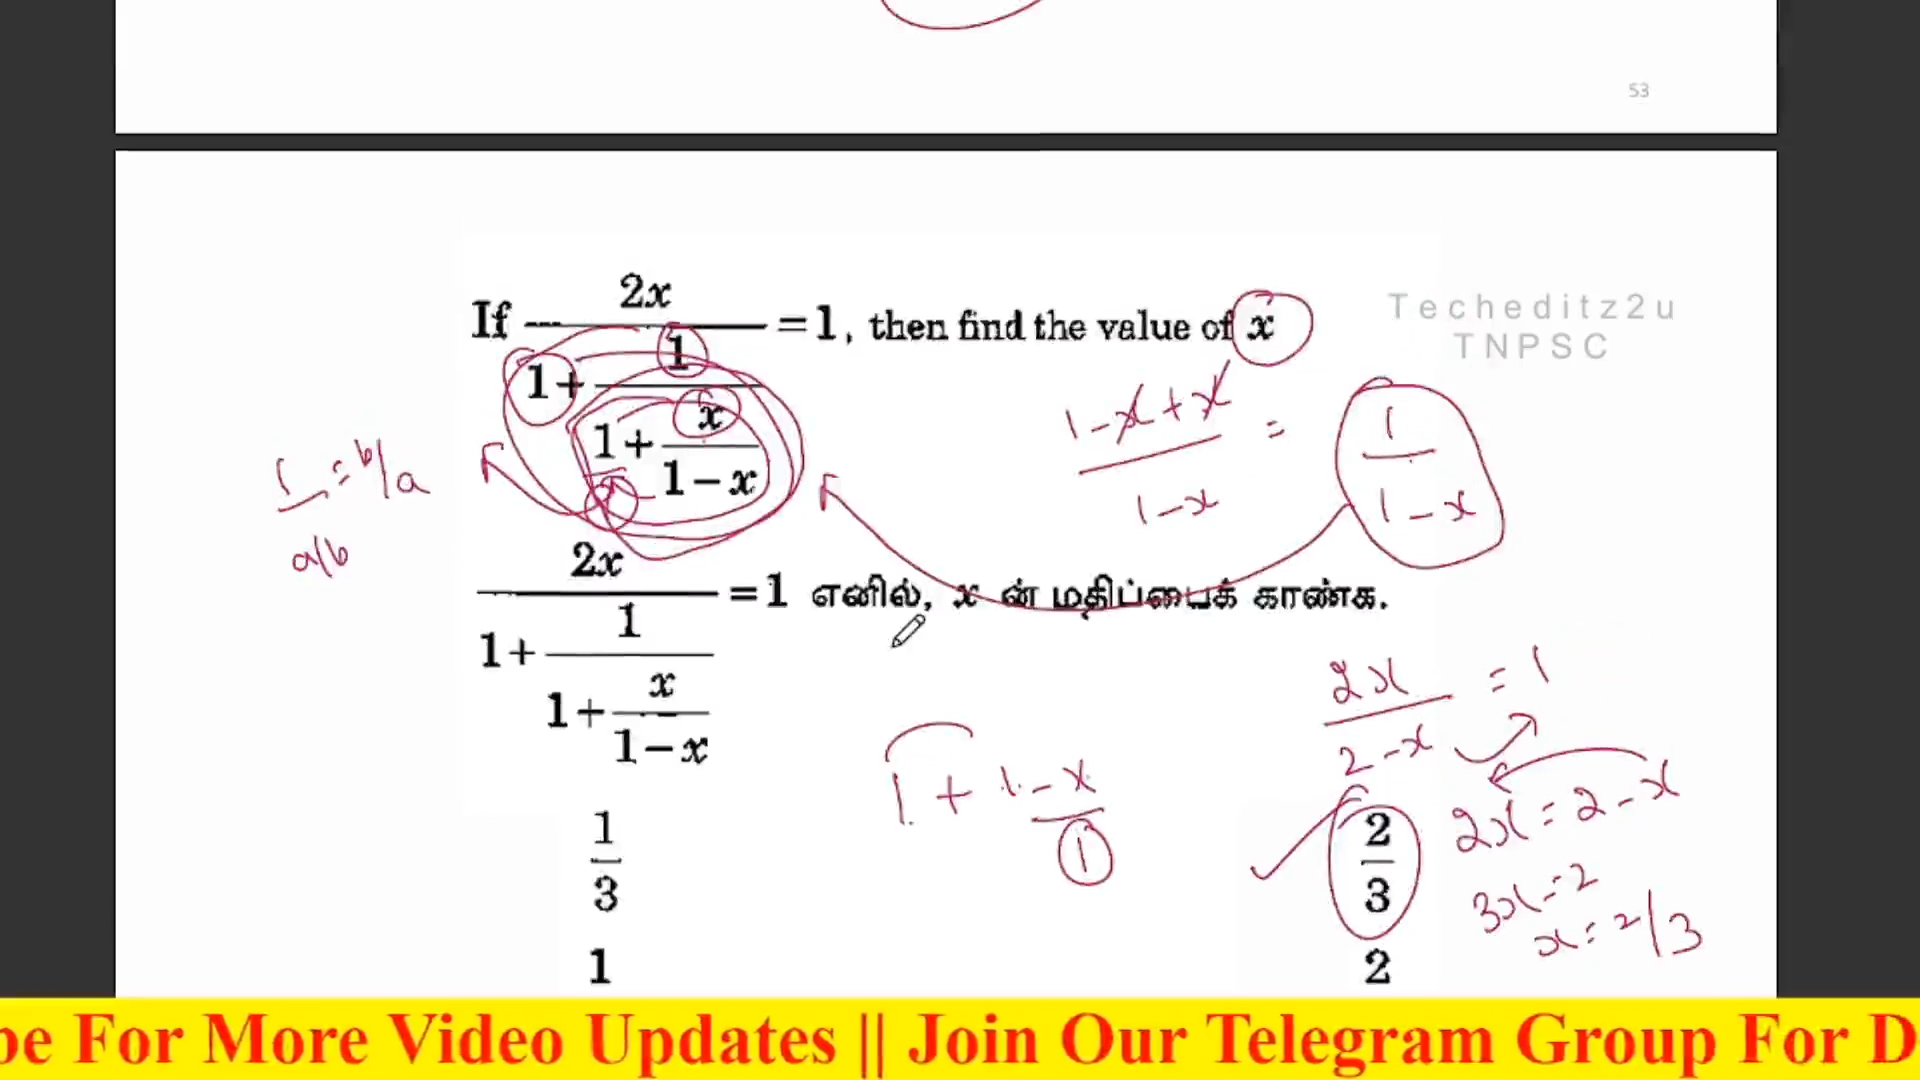 53
If 2x / (1 + 1 / (1 + x / (1 − x))) = 1, then find the value of x
Techeditz2u
TNPSC
1 − x + x / 1 − x = 1 / 1 − x
1 / a/b = b/a
2x / (1 + 1 / (1 + x / (1 − x))) = 1 எனில், x ன் மதிப்பைக் காண்க.
2x / 2 − x = 1
1 + 1 − x / 1
2x = 2 − x
3x = 2
x = 2/3
1/3
2/3
1
2
be For More Video Updates || Join Our Telegram Group For D